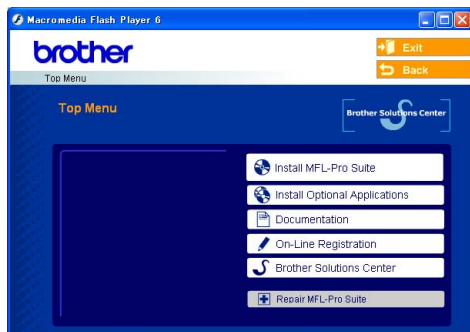 Macromedia Flash Player 6
brother
Exit
Back
Top Menu
Top Menu
Brother Solutions Center
Install MFL-Pro Suite
Install Optional Applications
Documentation
On-Line Registration
Brother Solutions Center
Repair MFL-Pro Suite